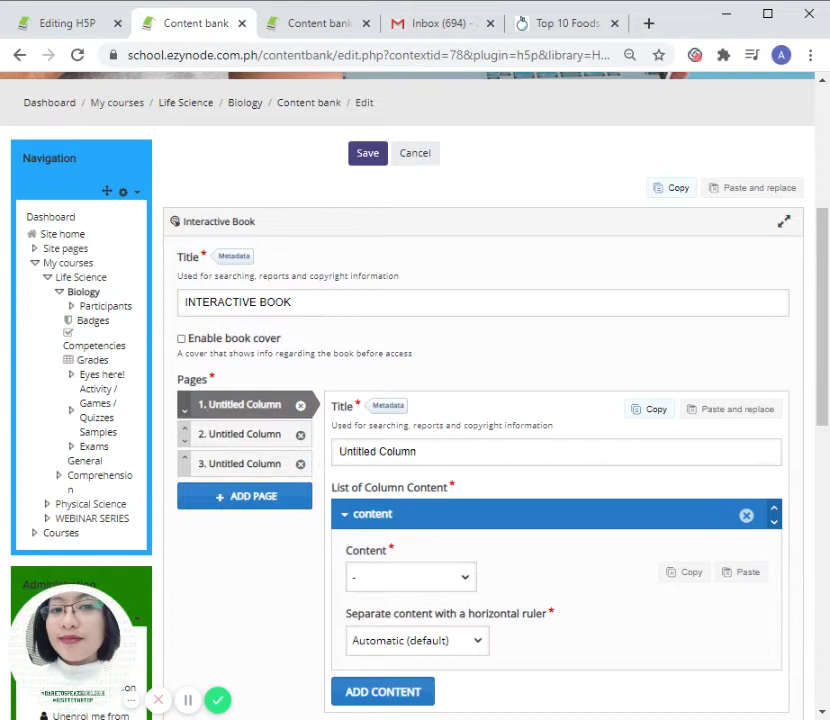 Editing H5P
Content bank
Content bank
Inbox (694) -
Top 10 Foods
school.ezynode.com.ph/contentbank/edit.php?contextid=78&plugin=h5p&library=H...
A
Dashboard / My courses / Life Science / Biology / Content bank / Edit
Navigation
Dashboard
Site home
Site pages
My courses
Life Science
Biology
Participants
Badges
Competencies
Grades
Eyes here!
Activity /
Games /
Quizzes
Samples
Exams
General
Comprehensio
n
Physical Science
WEBINAR SERIES
Courses
Save
Cancel
Copy
Paste and replace
Interactive Book
Title * Metadata
Used for searching, reports and copyright information
INTERACTIVE BOOK
Enable book cover
A cover that shows info regarding the book before access
Pages *
1. Untitled Column
2. Untitled Column
3. Untitled Column
+ ADD PAGE
Title * Metadata
Copy
Paste and replace
Used for searching, reports and copyright information
Untitled Column
List of Column Content *
content
Content *
-
Copy
Paste
Separate content with a horizontal ruler *
Automatic (default)
ADD CONTENT
Unenrol me from